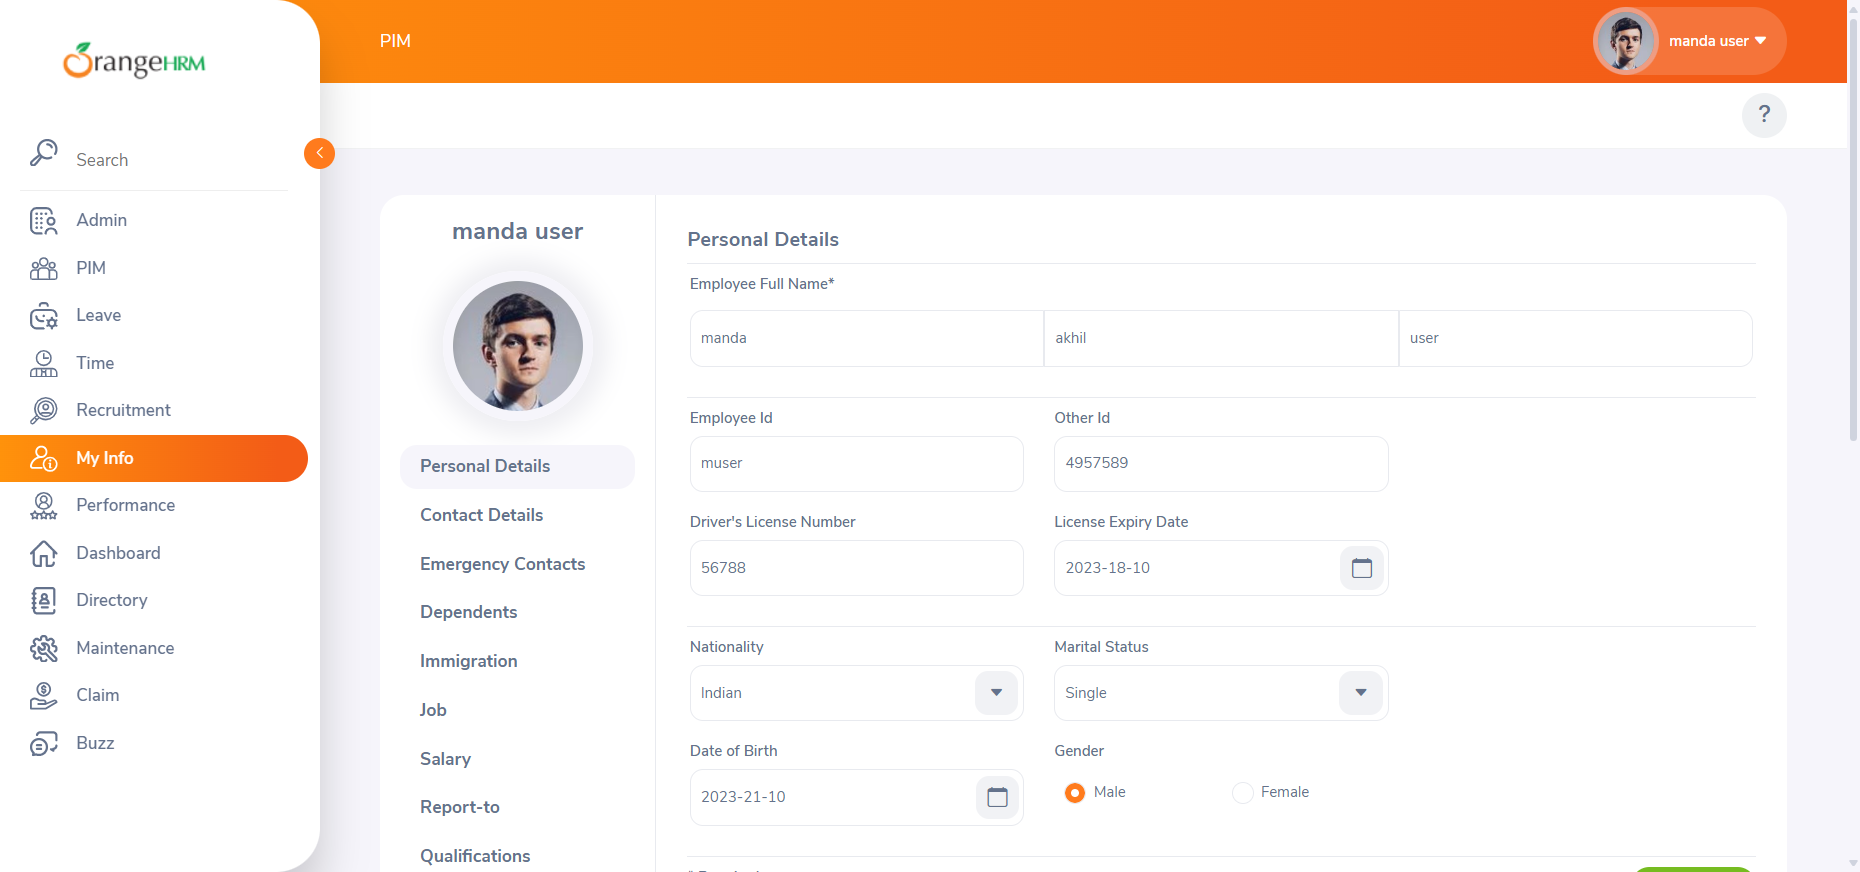 OrangeHRM
Search
Admin
PIM
Leave
Time
Recruitment
My Info
Performance
Dashboard
Directory
Maintenance
Claim
Buzz
PIM
manda user
?
manda user
Personal Details
Contact Details
Emergency Contacts
Dependents
Immigration
Job
Salary
Report-to
Qualifications
Personal Details
Employee Full Name*
manda akhil user
Employee Id Other Id
muser 4957589
Driver's License Number License Expiry Date
56788 2023-18-10
Nationality Marital Status
Indian Single
Date of Birth Gender
2023-21-10 Male Female